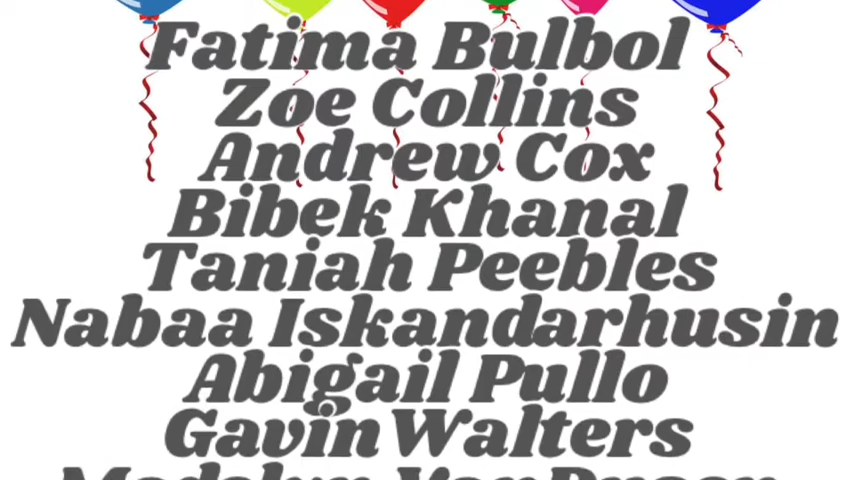 Fatima Bulbol
Zoe Collins
Andrew Cox
Bibek Khanal
Taniah Peebles
Nabaa Iskandarhusin
Abigail Pullo
Gavin Walters